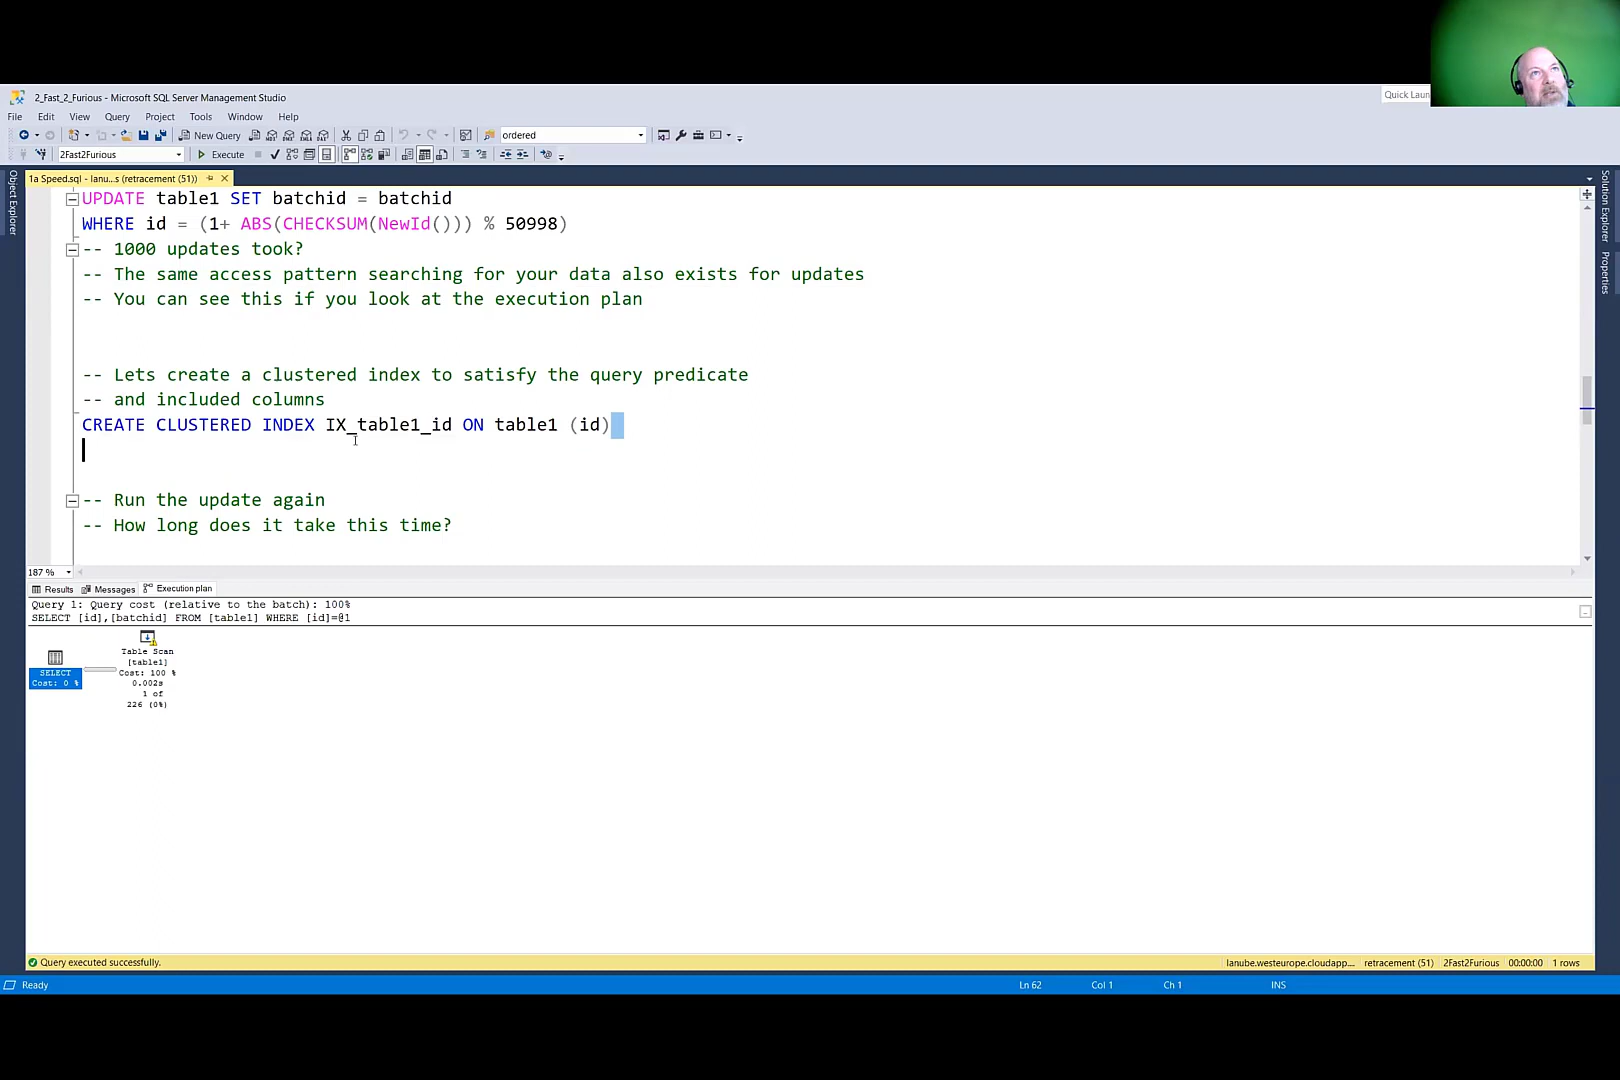 Quick Laun
2_Fast_2_Furious - Microsoft SQL Server Management Studio
File Edit View Query Project Tools Window Help
New Query ordered
2Fast2Furious Execute
1a Speed.sql - lanu...s (retracement (51))
Object Explorer
Solution Explorer
Properties
UPDATE table1 SET batchid = batchid
WHERE id = (1+ ABS(CHECKSUM(NewId())) % 50998)
-- 1000 updates took?
-- The same access pattern searching for your data also exists for updates
-- You can see this if you look at the execution plan
-- Lets create a clustered index to satisfy the query predicate
-- and included columns
CREATE CLUSTERED INDEX IX_table1_id ON table1 (id)
-- Run the update again
-- How long does it take this time?
187 %
Results Messages Execution plan
Query 1: Query cost (relative to the batch): 100%
SELECT [id],[batchid] FROM [table1] WHERE [id]=@1
SELECT
Cost: 0 %
Table Scan
[table1]
Cost: 100 %
0.002s
1 of
226 (0%)
Query executed successfully. lanube.westeurope.cloudapp.... retracement (51) 2Fast2Furious 00:00:00 1 rows
Ready Ln 62 Col 1 Ch 1 INS